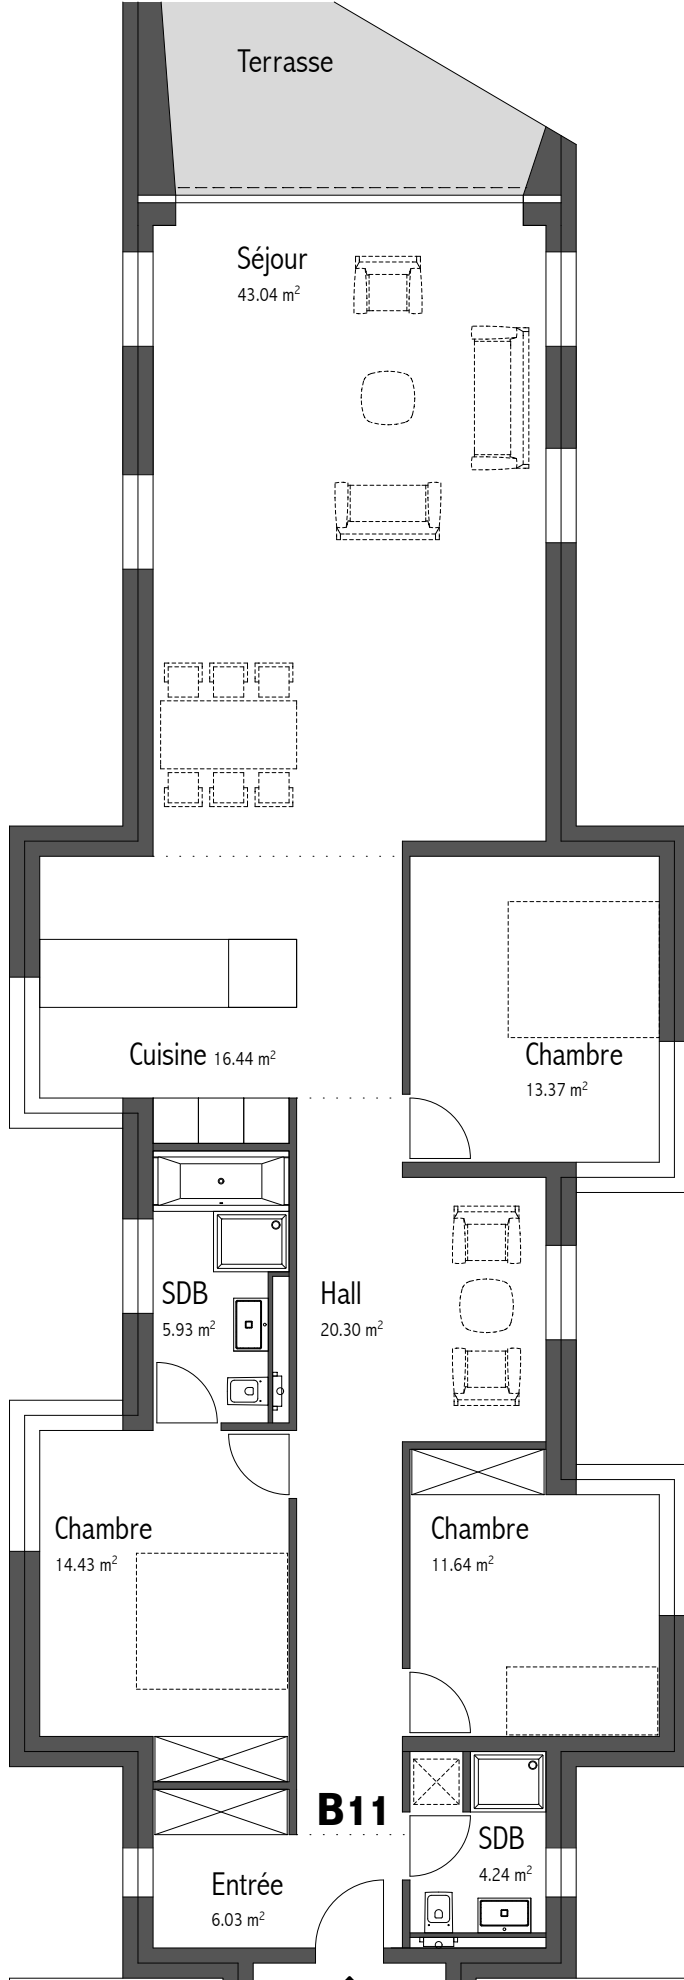 Terrasse
Séjour
43.04 m²
Cuisine 16.44 m²
Chambre
13.37 m²
SDB
5.93 m²
Hall
20.30 m²
Chambre
14.43 m²
Chambre
11.64 m²
B11
SDB
4.24 m²
Entrée
6.03 m²